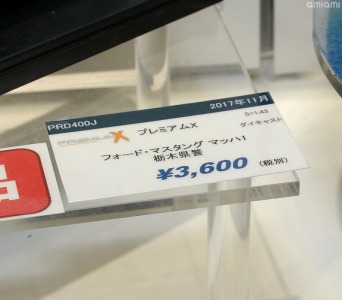 amiami
PRD400J 2017年11月
PREMIUM X プレミアムX S=1:43
ダイキャスト
フォード・マスタング マッハ1
栃木県警
¥3,600 (税別)
品